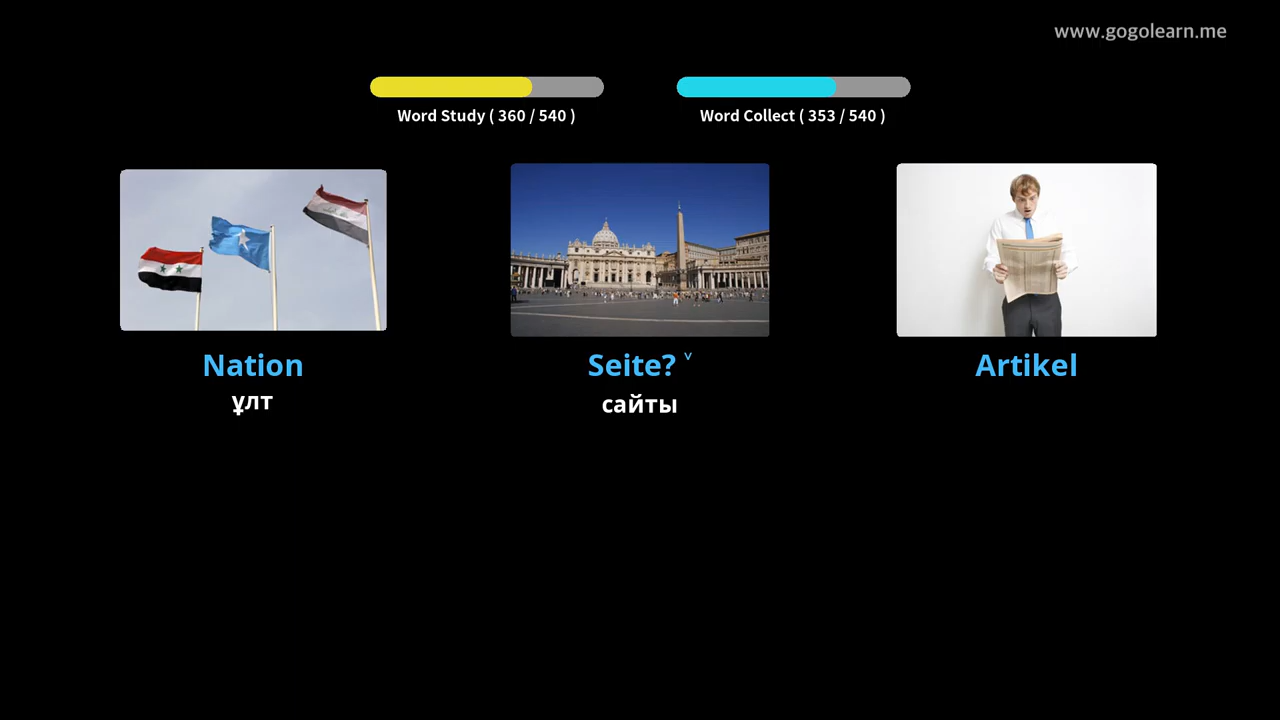 www.gogolearn.me
Word Study ( 360 / 540 )
Word Collect ( 353 / 540 )
Nation
Seite? ᵛ
Artikel
ұлт
сайты